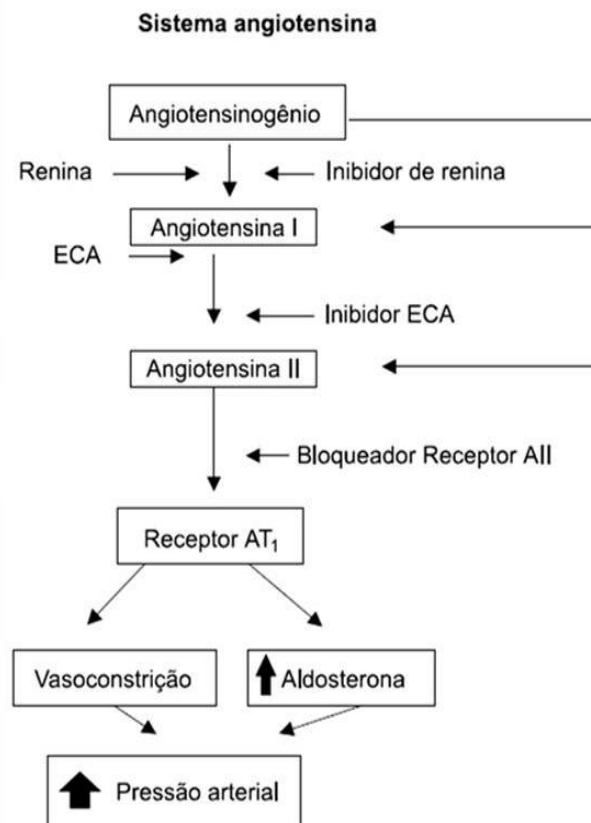 Sistema angiotensina
Angiotensinogênio
Renina
Inibidor de renina
Angiotensina I
ECA
Inibidor ECA
Angiotensina II
Bloqueador Receptor AII
Receptor AT₁
Vasoconstrição
Aldosterona
Pressão arterial